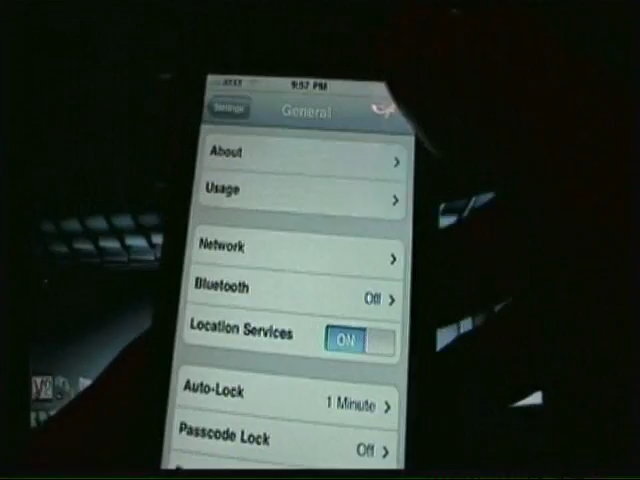 AT&T 9:57 PM
Settings General
About
Usage
Network
Bluetooth Off
Location Services ON
Auto-Lock 1 Minute
Passcode Lock Off